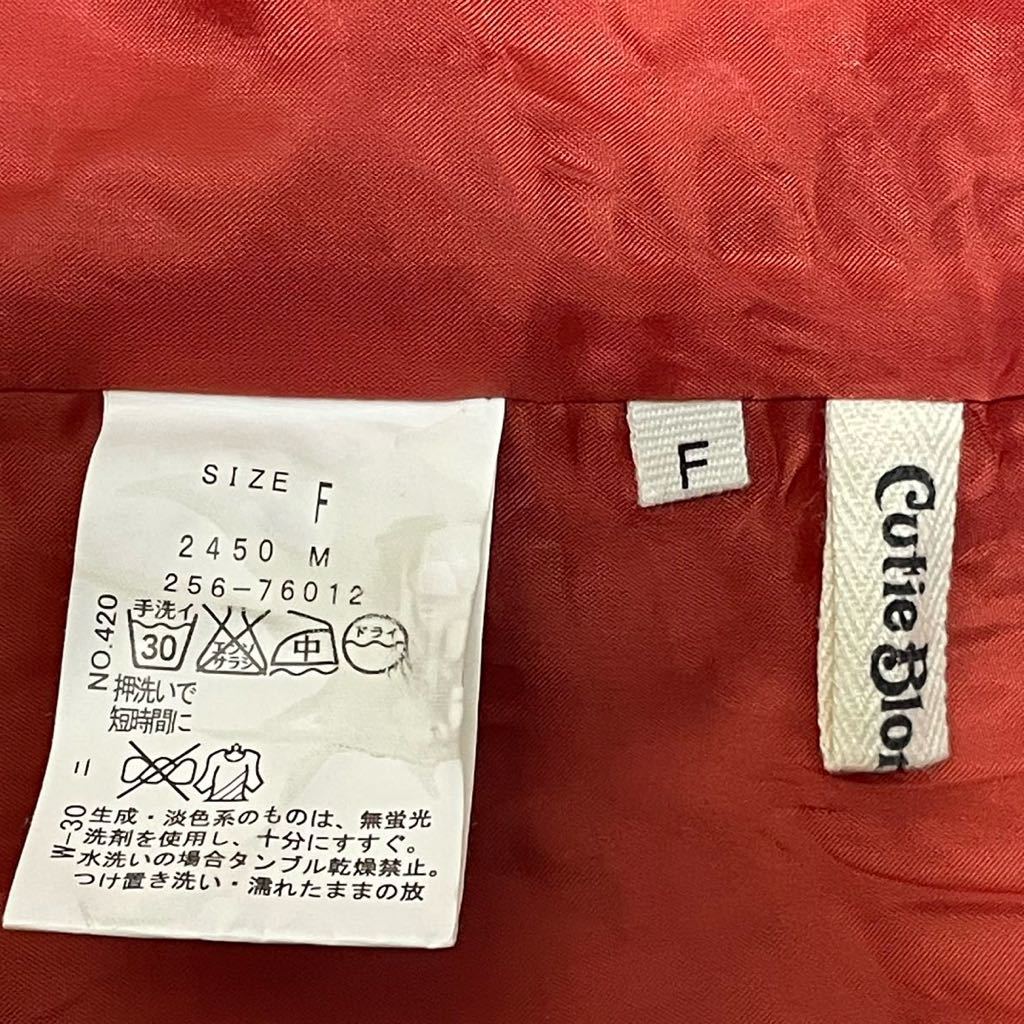 SIZE F
2450 M
256-76012
NO.420
手洗イ
30
エンソ
サラシ
中
ドライ
押洗いで
短時間に
W-30
生成・淡色系のものは、無蛍光
洗剤を使用し、十分にすすぐ。
水洗いの場合タンブル乾燥禁止。
つけ置き洗い・濡れたままの放
F
Cutie Blo